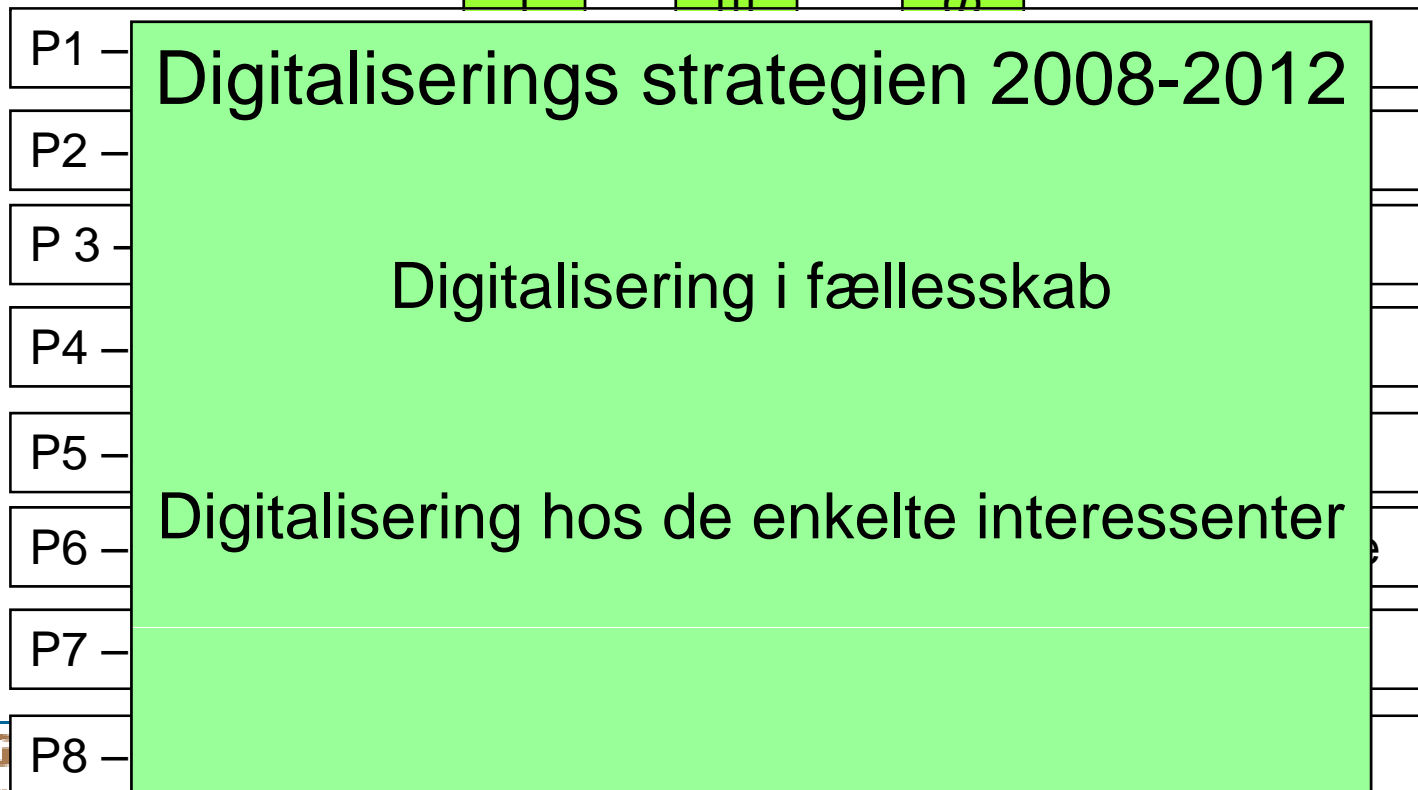 P1 –
Digitaliserings strategien 2008-2012
P2 –
P 3 -
Digitalisering i fællesskab
P4 –
P5 –
Digitalisering hos de enkelte interessenter
P6 –
P7 –
P8 –